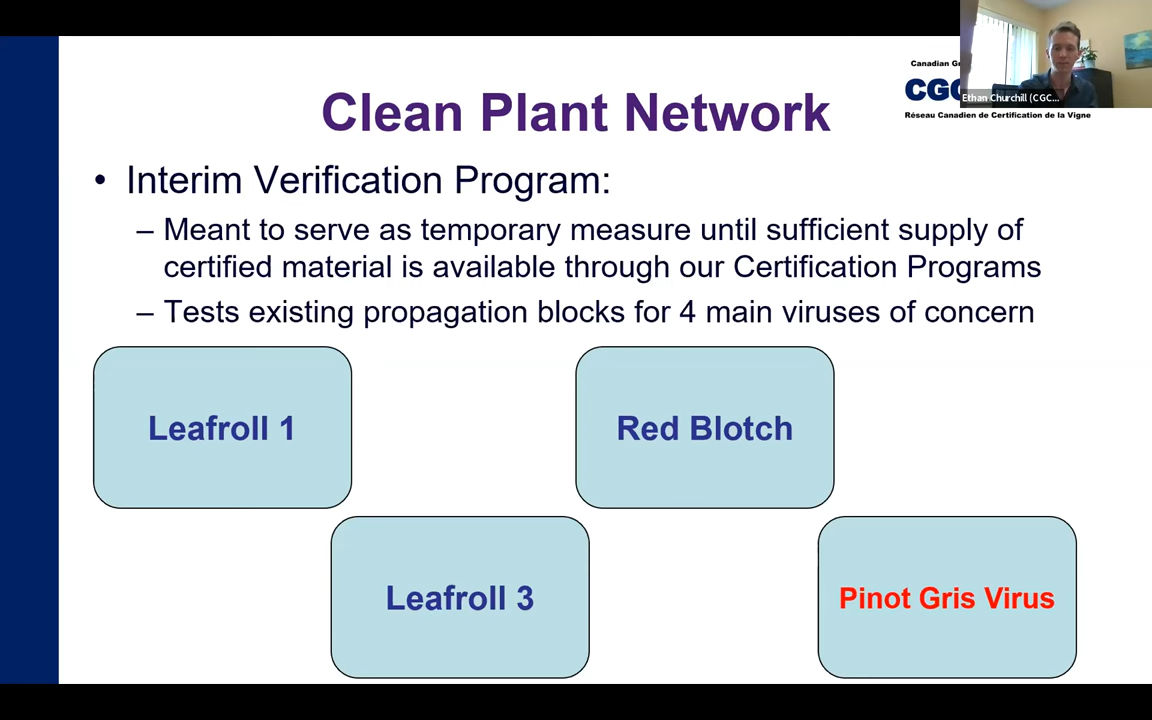 Canadian G
CGC
Ethan Churchill (CGC...
Réseau Canadien de Certification de la Vigne
Clean Plant Network
• Interim Verification Program:
– Meant to serve as temporary measure until sufficient supply of
certified material is available through our Certification Programs
– Tests existing propagation blocks for 4 main viruses of concern
Leafroll 1
Red Blotch
Leafroll 3
Pinot Gris Virus